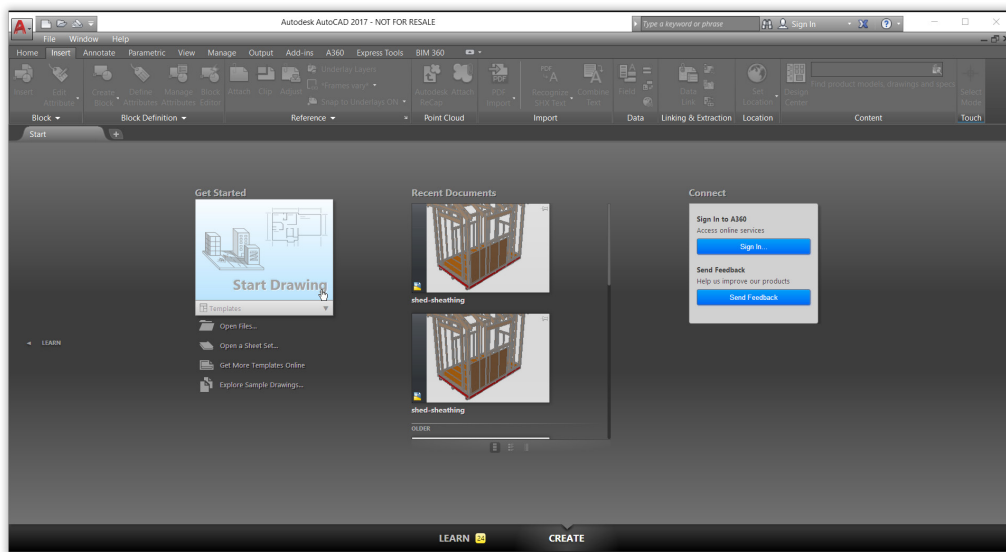 Autodesk AutoCAD 2017 - NOT FOR RESALE
Type a keyword or phrase
Sign In
File Window Help
Home Insert Annotate Parametric View Manage Output Add-ins A360 Express Tools BIM 360
Insert
Edit Attribute
Create Block
Define Attributes
Manage Attributes
Block Editor
Attach
Clip
Adjust
Underlay Layers
*Frames vary*
Snap to Underlays ON
Autodesk ReCap
Attach
PDF Import
Recognize SHX Text
Combine Text
Field
Data Link
Set Location
Design Center
Find product models, drawings and spec
Select Mode
Block Block Definition Reference Point Cloud Import Data Linking & Extraction Location Content Touch
Start
Get Started
Start Drawing
Templates
Open Files...
Open a Sheet Set...
Get More Templates Online
Explore Sample Drawings...
LEARN
Recent Documents
shed-sheathing
shed-sheathing
OLDER
Connect
Sign In to A360
Access online services
Sign In...
Send Feedback
Help us improve our products
Send Feedback
LEARN 24 CREATE